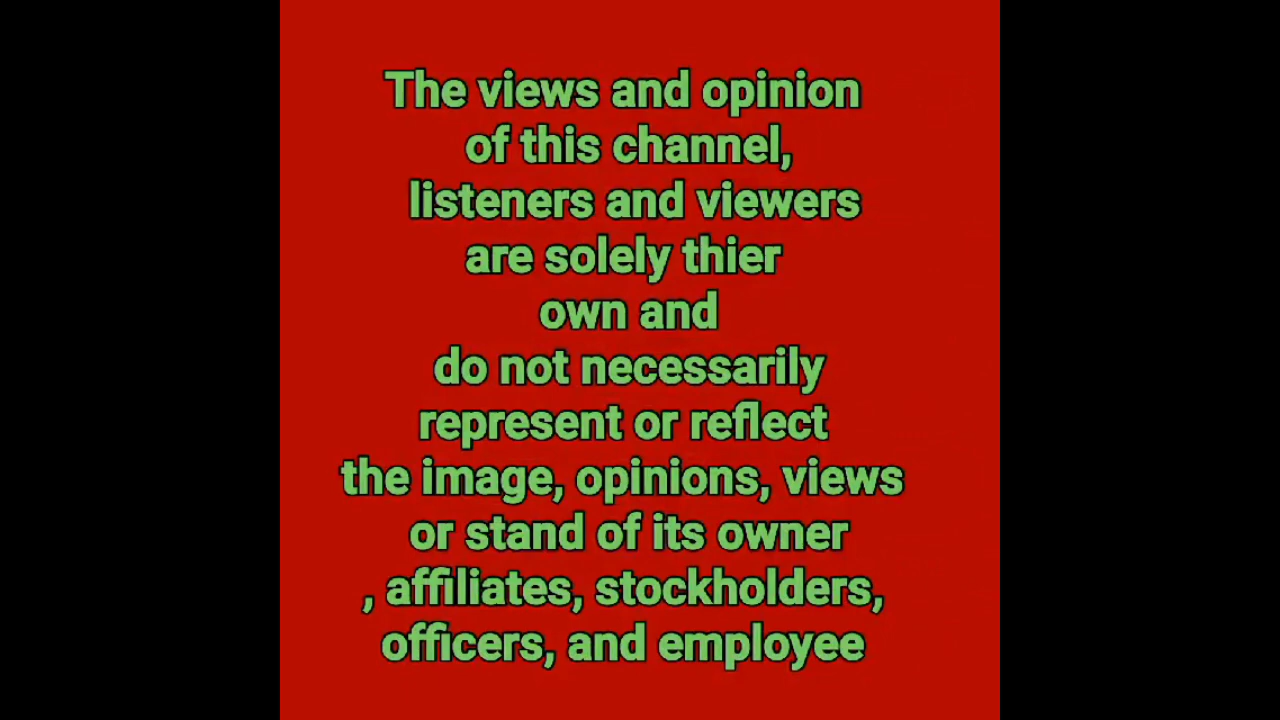 The views and opinion
of this channel,
listeners and viewers
are solely thier
own and
do not necessarily
represent or reflect
the image, opinions, views
or stand of its owner
, affiliates, stockholders,
officers, and employee